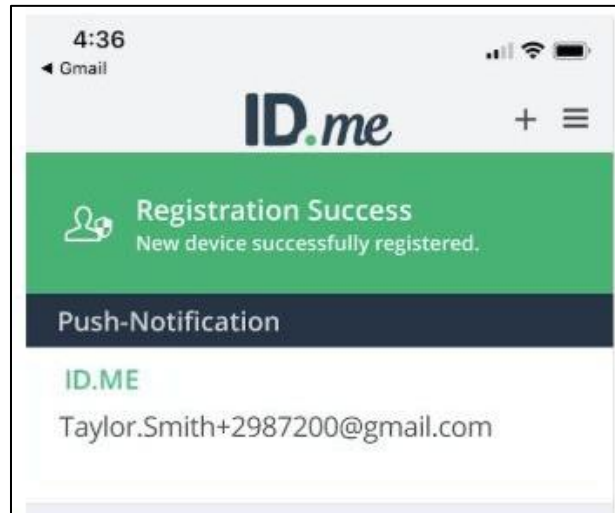 4:36
◀ Gmail
ID.me
+
Registration Success
New device successfully registered.
Push-Notification
ID.ME
Taylor.Smith+2987200@gmail.com